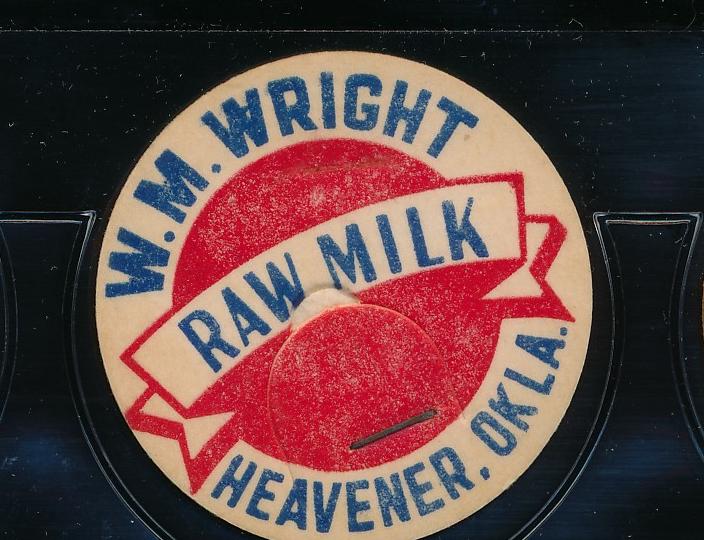 W.M. WRIGHT
RAW MILK
HEAVENER, OKLA.